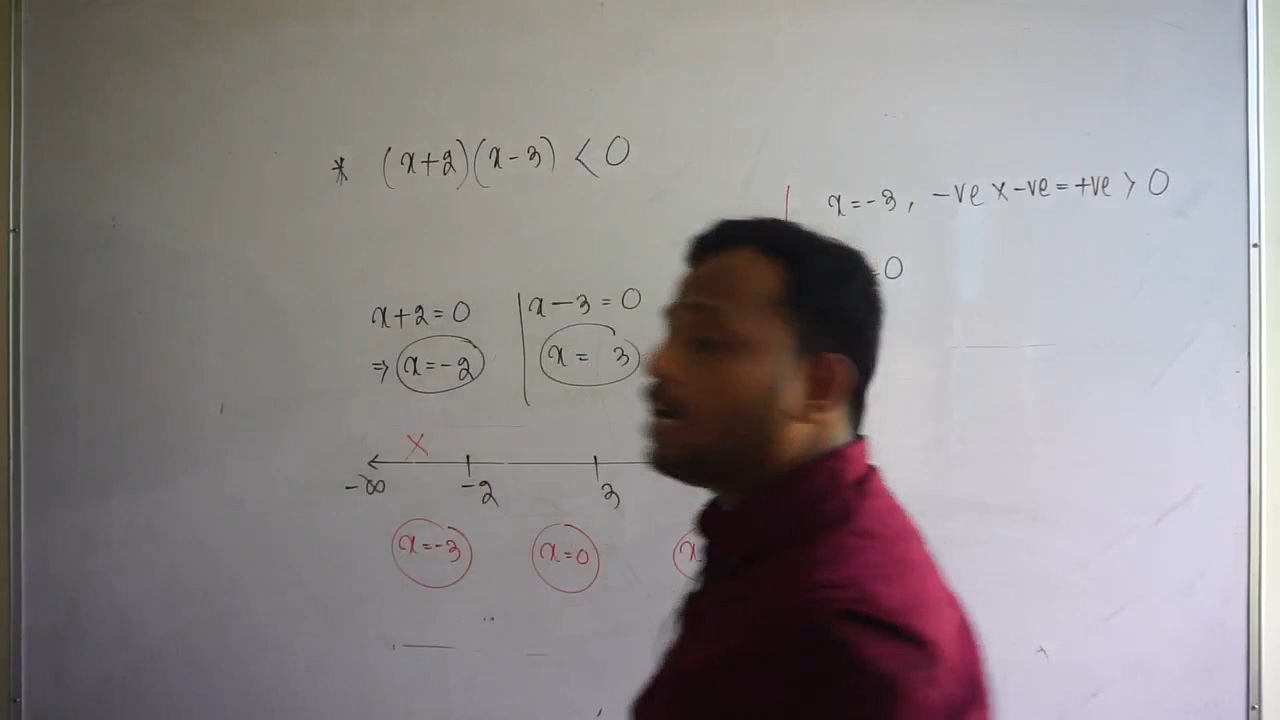 * (x+2)(x-3) < 0
x=-3, -ve x -ve = +ve > 0
=0
x+2=0
x-3=0
⇒ x=-2
x= 3
×
-∞ -2 3
x=-3 x=0 x